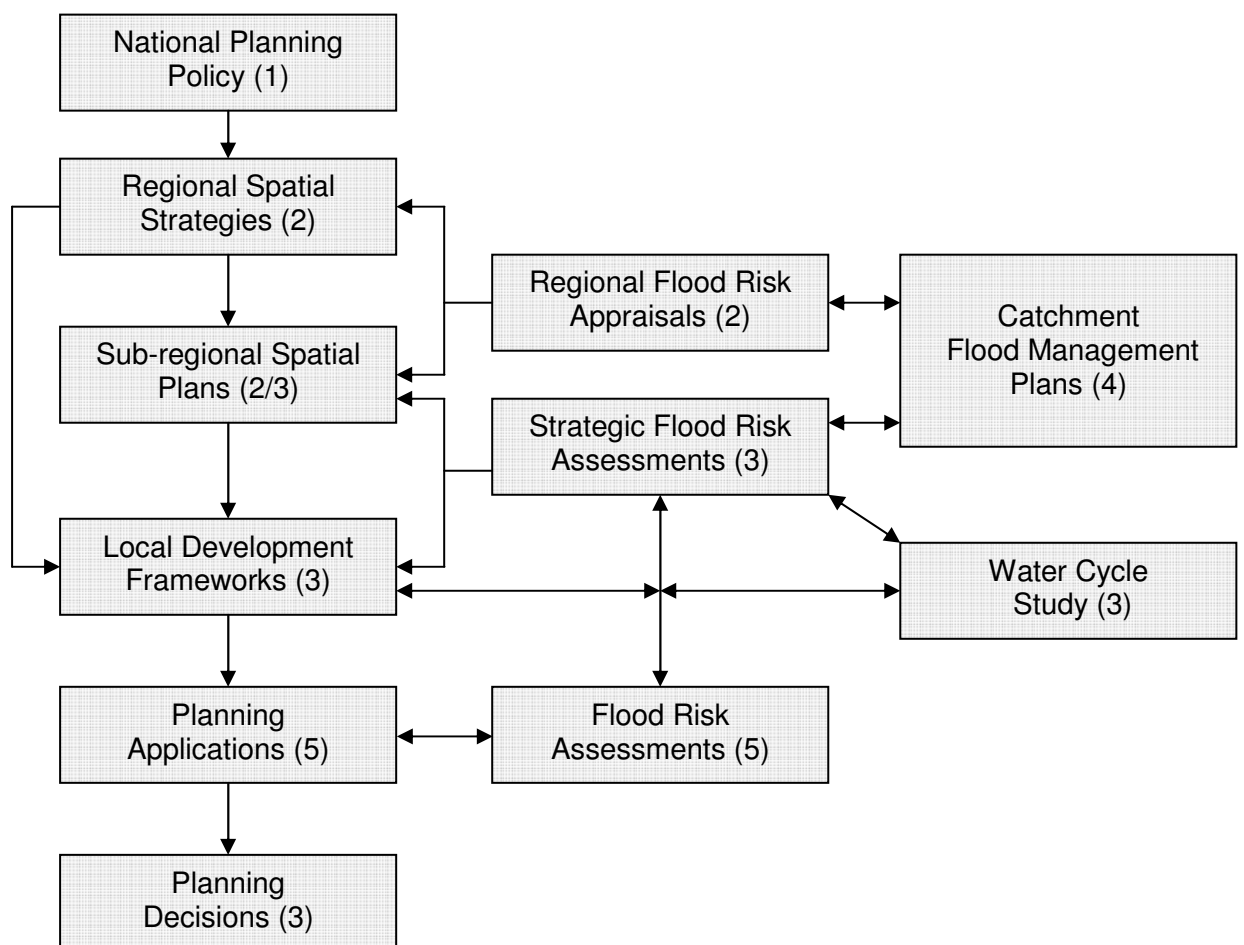 National Planning
Policy (1)
Regional Spatial
Strategies (2)
Regional Flood Risk
Appraisals (2)
Catchment
Flood Management
Plans (4)
Sub-regional Spatial
Plans (2/3)
Strategic Flood Risk
Assessments (3)
Local Development
Frameworks (3)
Water Cycle
Study (3)
Planning
Applications (5)
Flood Risk
Assessments (5)
Planning
Decisions (3)